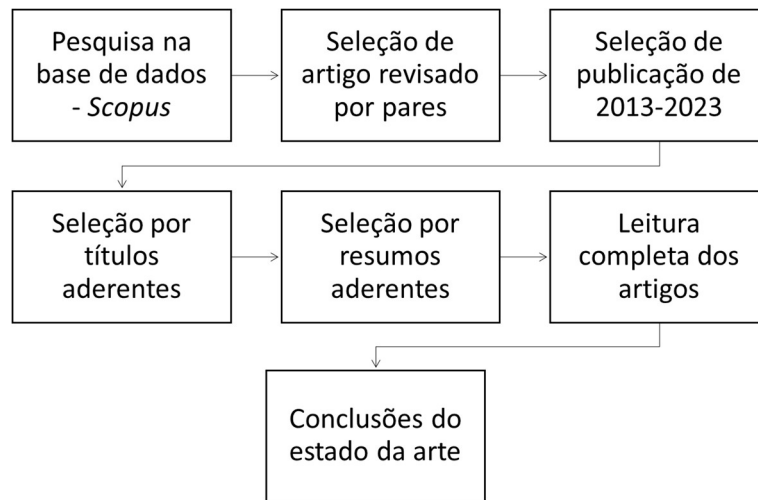 Pesquisa na
base de dados
- Scopus
Seleção de
artigo revisado
por pares
Seleção de
publicação de
2013-2023
Seleção por
títulos
aderentes
Seleção por
resumos
aderentes
Leitura
completa dos
artigos
Conclusões do
estado da arte